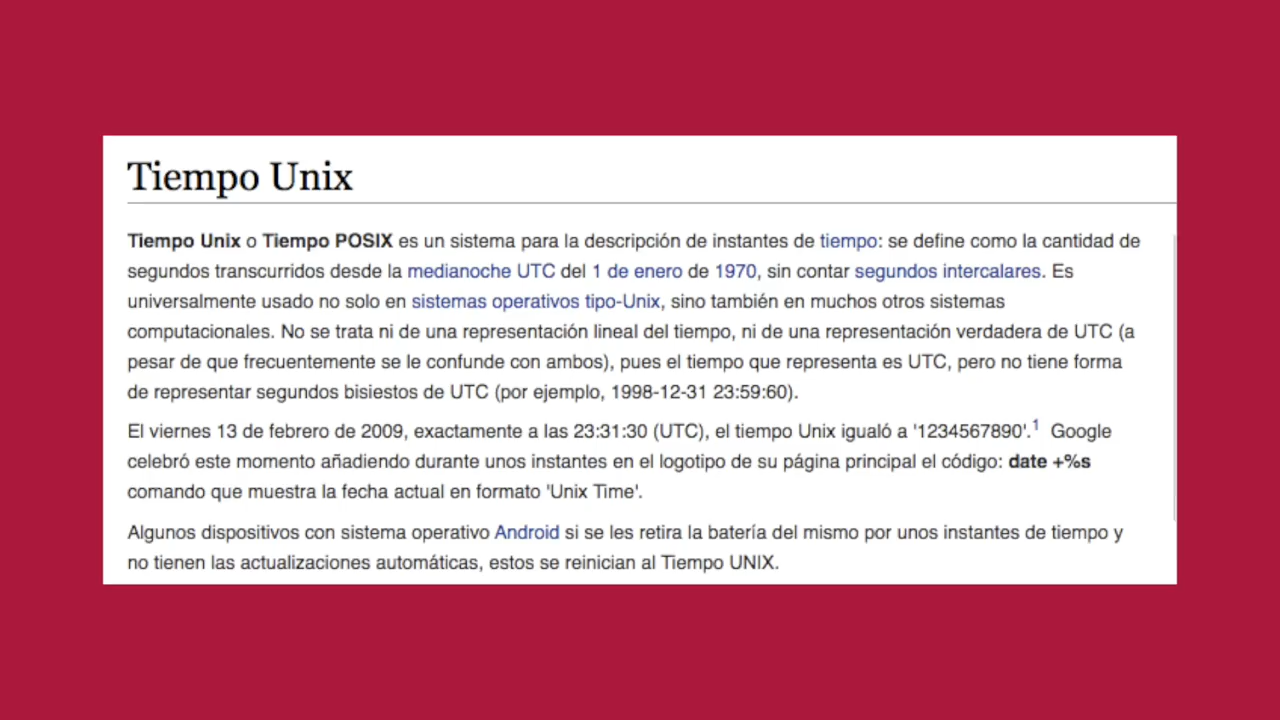 Tiempo Unix
Tiempo Unix o Tiempo POSIX es un sistema para la descripción de instantes de tiempo: se define como la cantidad de
segundos transcurridos desde la medianoche UTC del 1 de enero de 1970, sin contar segundos intercalares. Es
universalmente usado no solo en sistemas operativos tipo-Unix, sino también en muchos otros sistemas
computacionales. No se trata ni de una representación lineal del tiempo, ni de una representación verdadera de UTC (a
pesar de que frecuentemente se le confunde con ambos), pues el tiempo que representa es UTC, pero no tiene forma
de representar segundos bisiestos de UTC (por ejemplo, 1998-12-31 23:59:60).
El viernes 13 de febrero de 2009, exactamente a las 23:31:30 (UTC), el tiempo Unix igualó a '1234567890'.1 Google
celebró este momento añadiendo durante unos instantes en el logotipo de su página principal el código: date +%s
comando que muestra la fecha actual en formato 'Unix Time'.
Algunos dispositivos con sistema operativo Android si se les retira la batería del mismo por unos instantes de tiempo y
no tienen las actualizaciones automáticas, estos se reinician al Tiempo UNIX.